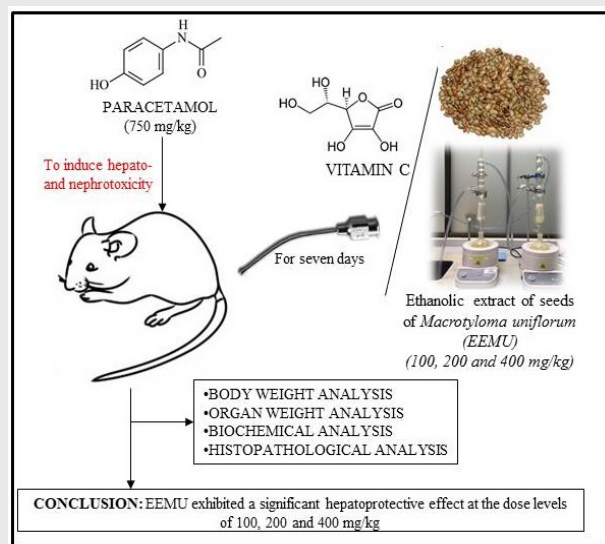 H
N
O
HO
PARACETAMOL
(750 mg/kg)
To induce hepato-
and nephrotoxicity
HO
HO
O
O
HO
OH
VITAMIN C
For seven days
Ethanolic extract of seeds
of Macrotyloma uniflorum
(EEMU)
(100, 200 and 400 mg/kg)
•BODY WEIGHT ANALYSIS
•ORGAN WEIGHT ANALYSIS
•BIOCHEMICAL ANALYSIS
•HISTOPATHOLOGICAL ANALYSIS
CONCLUSION: EEMU exhibited a significant hepatoprotective effect at the dose levels
of 100, 200 and 400 mg/kg